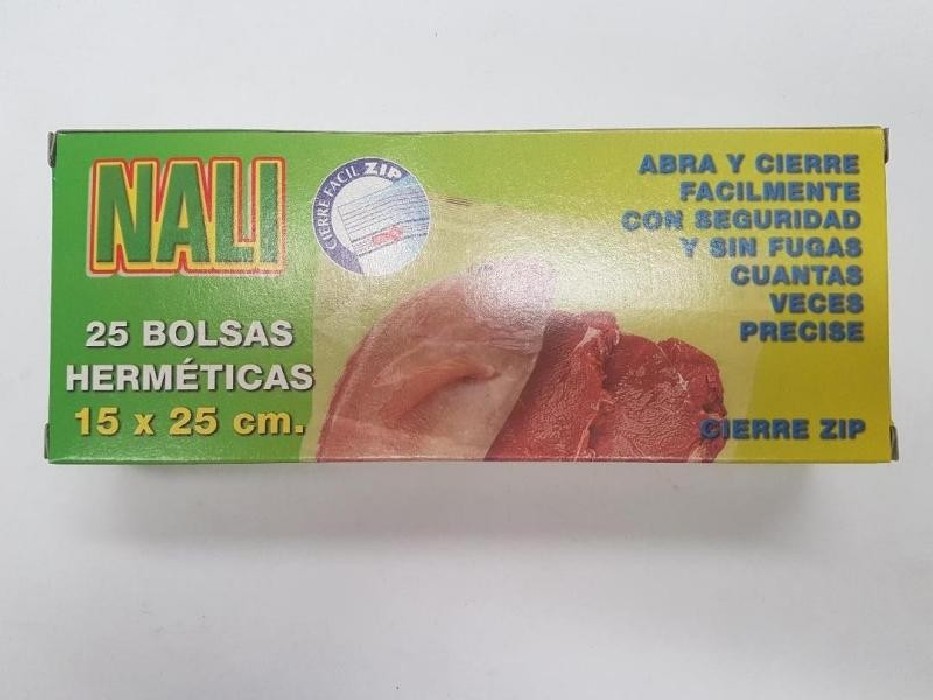 NALI
CIERRE FACIL ZIP
25 BOLSAS
HERMÉTICAS
15 x 25 cm.
ABRA Y CIERRE
FACILMENTE
CON SEGURIDAD
Y SIN FUGAS
CUANTAS
VECES
PRECISE
CIERRE ZIP